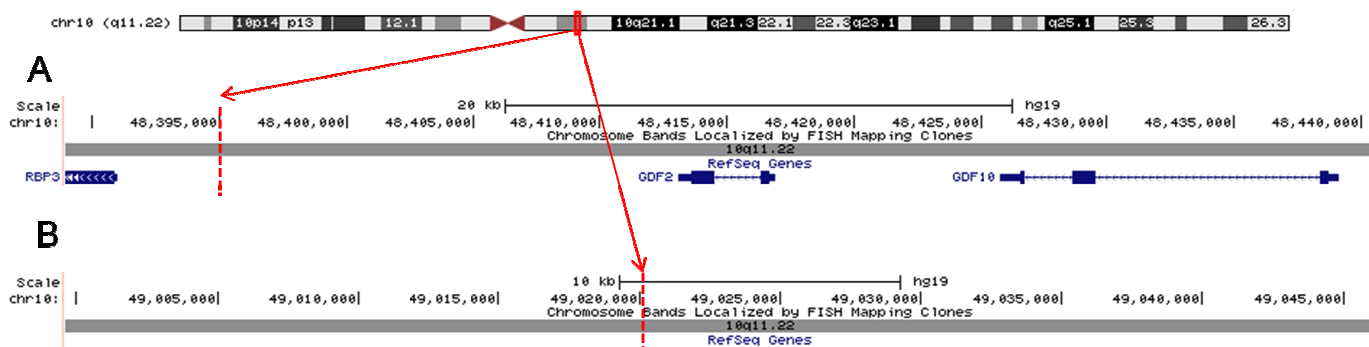 chr10 (q11.22) 10p14 p13 12.1 10q21.1 q21.3 22.1 22.3 q23.1 q25.1 25.3 26.3
A
Scale 20 kb hg19
chr10: 48,395,000 48,400,000 48,405,000 48,410,000 48,415,000 48,420,000 48,425,000 48,430,000 48,435,000 48,440,000
Chromosome Bands Localized by FISH Mapping Clones
10q11.22
RefSeq Genes
RBP3 GDF2 GDF10
B
Scale 10 kb hg19
chr10: 49,005,000 49,010,000 49,015,000 49,020,000 49,025,000 49,030,000 49,035,000 49,040,000 49,045,000
Chromosome Bands Localized by FISH Mapping Clones
10q11.22
RefSeq Genes